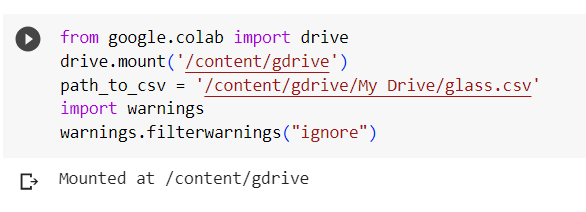 from google.colab import drive
drive.mount('/content/gdrive')
path_to_csv = '/content/gdrive/My Drive/glass.csv'
import warnings
warnings.filterwarnings("ignore")
Mounted at /content/gdrive